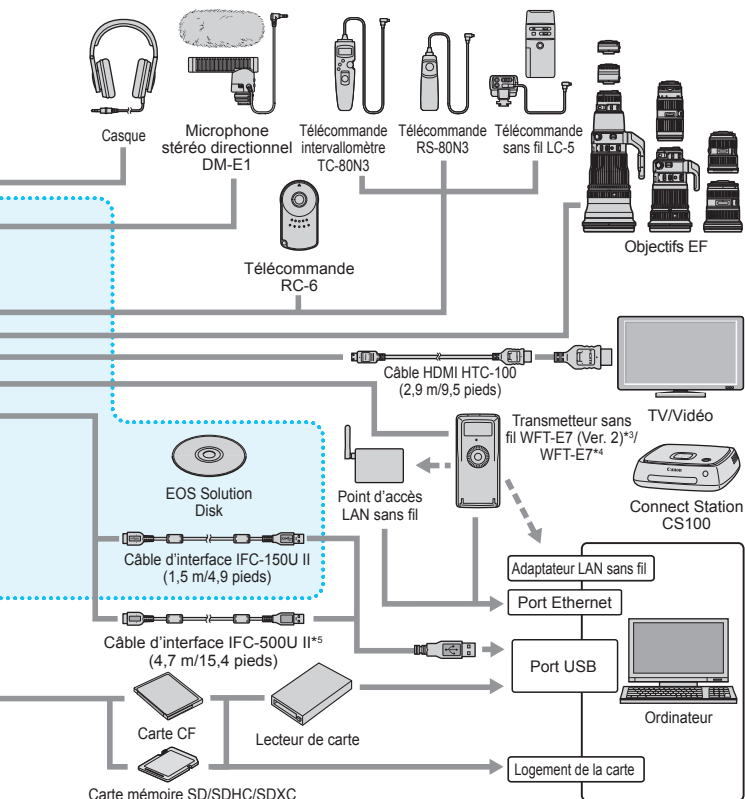 Casque
Microphone
stéréo directionnel
DM-E1
Télécommande
intervallomètre
TC-80N3
Télécommande
RS-80N3
Télécommande
sans fil LC-5
Télécommande
RC-6
Objectifs EF
Câble HDMI HTC-100
(2,9 m/9,5 pieds)
TV/Vidéo
Transmetteur sans
fil WFT-E7 (Ver. 2)*3/
WFT-E7*4
Point d'accès
LAN sans fil
Canon
Connect Station
CS100
EOS Solution
Disk
Câble d'interface IFC-150U II
(1,5 m/4,9 pieds)
Adaptateur LAN sans fil
Port Ethernet
Câble d'interface IFC-500U II*5
(4,7 m/15,4 pieds)
Port USB
Ordinateur
Carte CF
Lecteur de carte
Logement de la carte
Carte mémoire SD/SDHC/SDXC